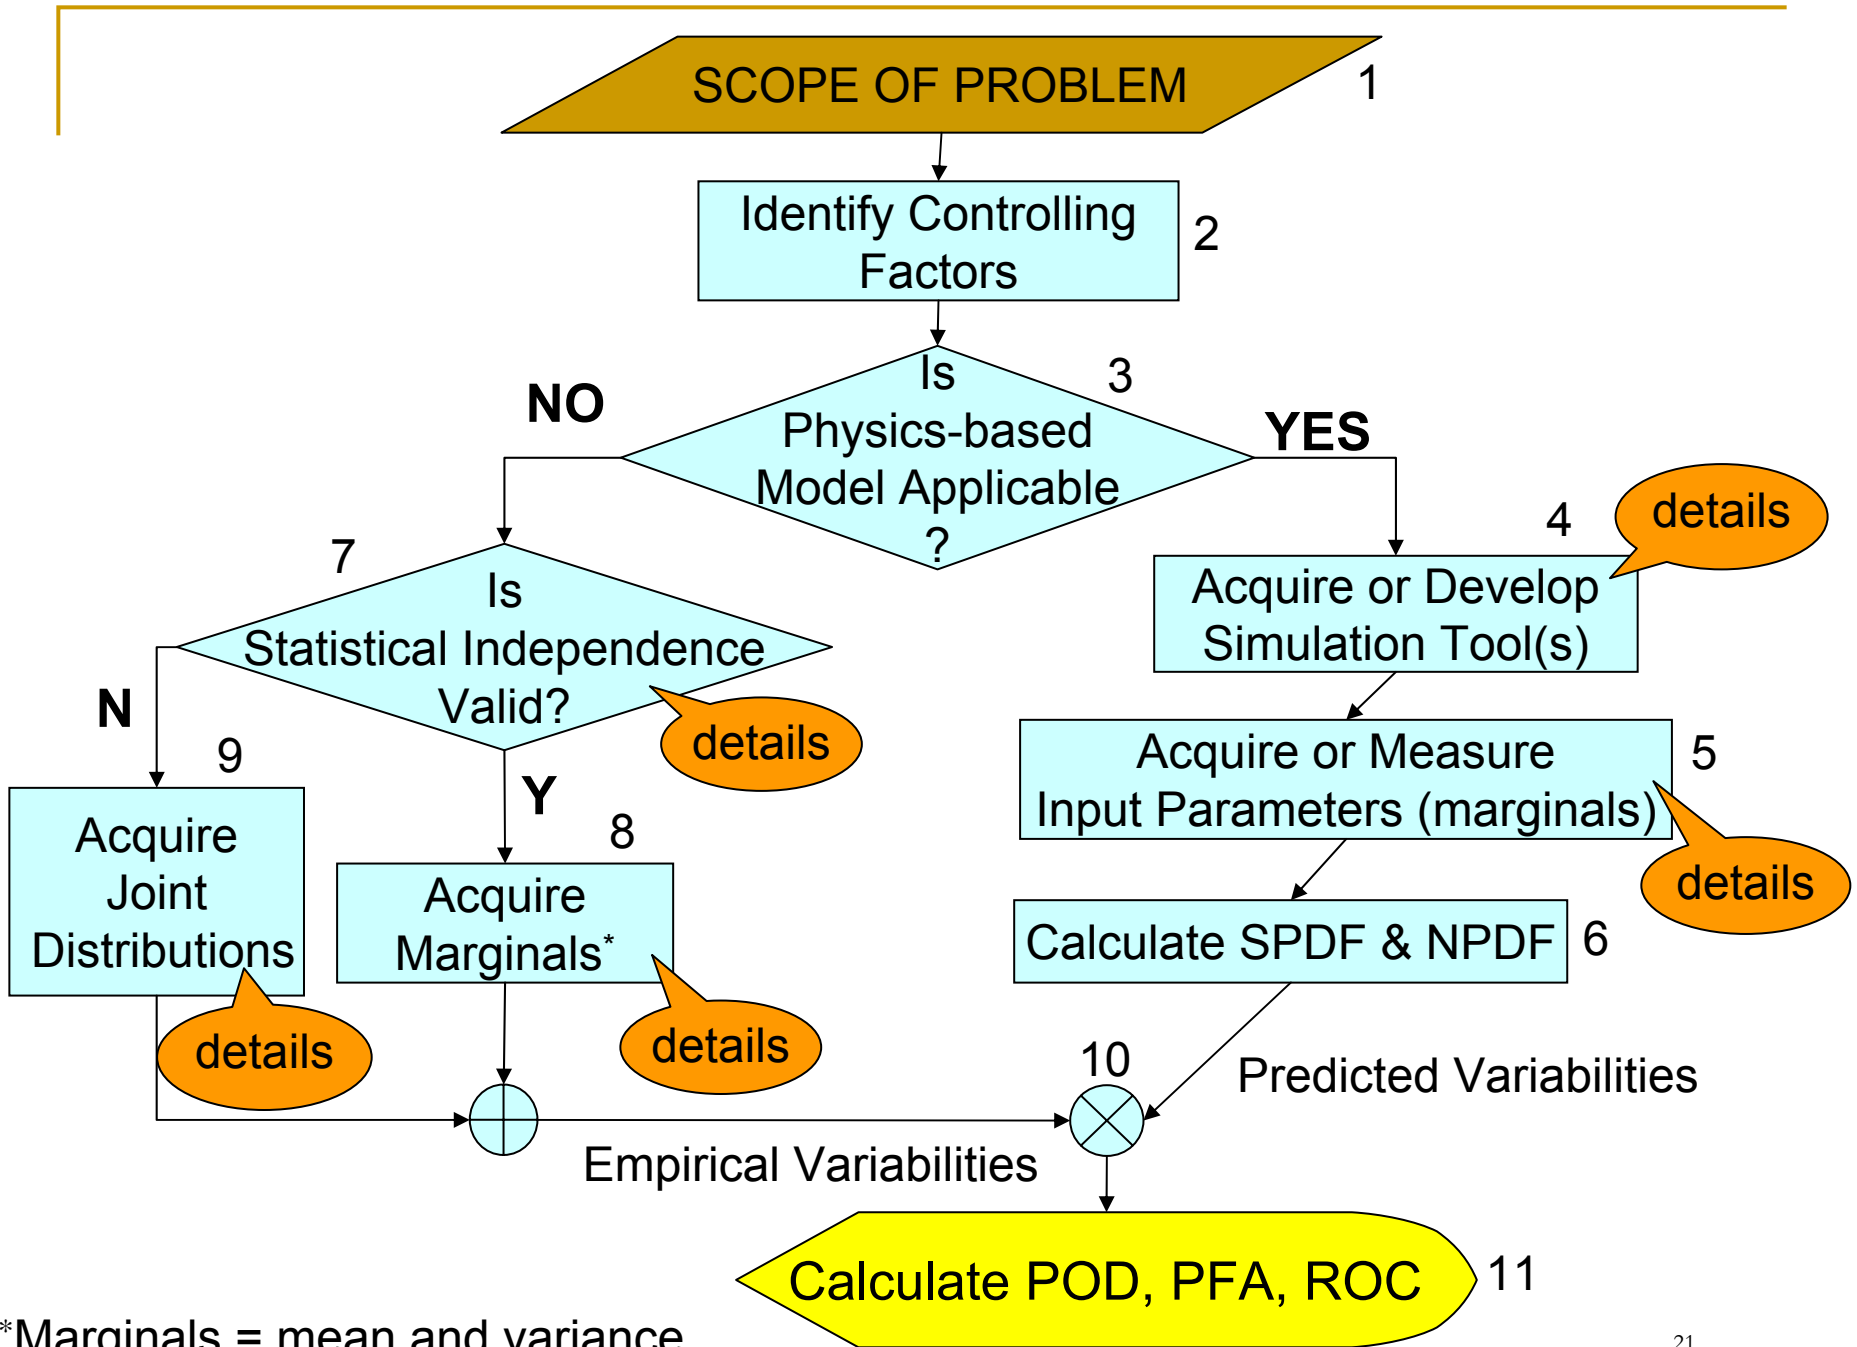 SCOPE OF PROBLEM
1
Identify Controlling
Factors
2
Is
Physics-based
Model Applicable
?
3
NO
YES
4
details
Acquire or Develop
Simulation Tool(s)
7
Is
Statistical Independence
Valid?
details
N
Y
5
Acquire or Measure
Input Parameters (marginals)
details
9
Acquire
Joint
Distributions
details
8
Acquire
Marginals*
details
Calculate SPDF & NPDF
6
10
Predicted Variabilities
Empirical Variabilities
Calculate POD, PFA, ROC
11
*Marginals = mean and variance
21